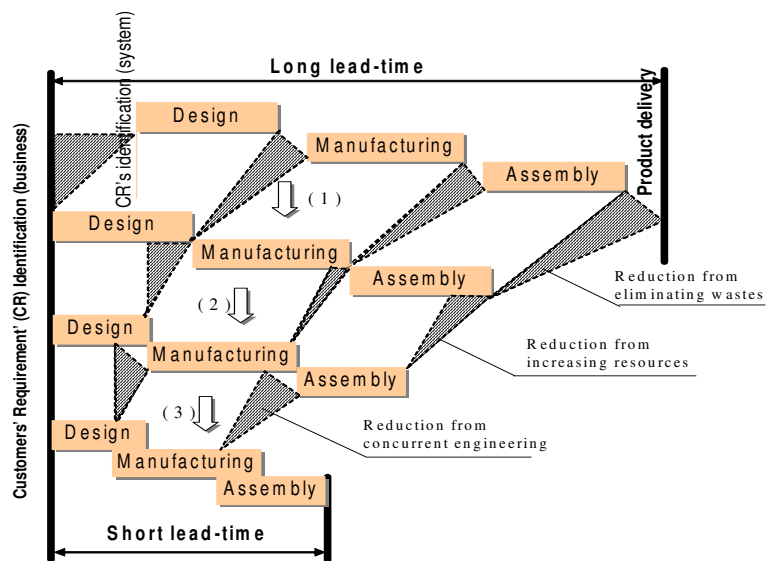 Long lead-time
Customers' Requirement' (CR) Identification (business)
CR's identification (system)
Product delivery
Design
Manufacturing
Assembly
(1)
Design
Manufacturing
Assembly
Reduction from
eliminating wastes
(2)
Design
Manufacturing
Assembly
Reduction from
increasing resources
(3)
Reduction from
concurrent engineering
Design
Manufacturing
Assembly
Short lead-time